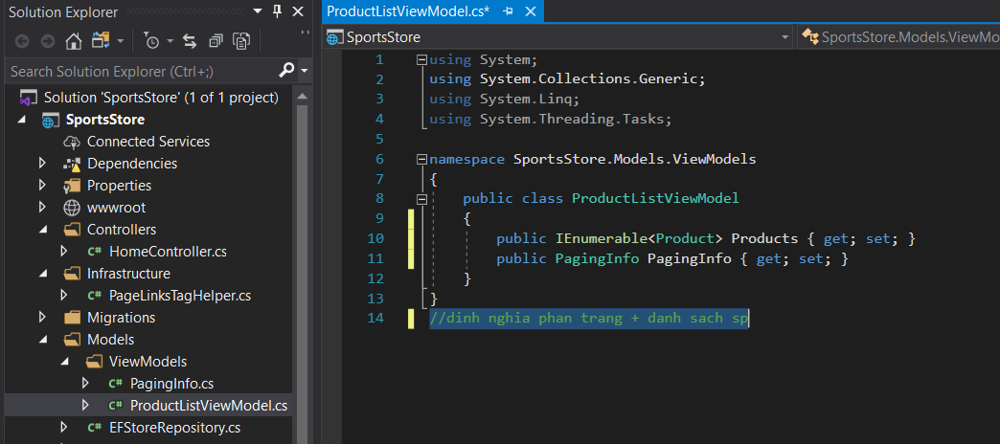 Solution Explorer
Search Solution Explorer (Ctrl+;)
Solution 'SportsStore' (1 of 1 project)
SportsStore
Connected Services
Dependencies
Properties
wwwroot
Controllers
C# HomeController.cs
Infrastructure
C# PageLinksTagHelper.cs
Migrations
Models
ViewModels
C# PagingInfo.cs
C# ProductListViewModel.cs
C# EFStoreRepository.cs
ProductListViewModel.cs*
SportsStore
SportsStore.Models.ViewMo
1 using System;
2 using System.Collections.Generic;
3 using System.Linq;
4 using System.Threading.Tasks;
5
6 namespace SportsStore.Models.ViewModels
7 {
8 public class ProductListViewModel
9 {
10 public IEnumerable<Product> Products { get; set; }
11 public PagingInfo PagingInfo { get; set; }
12 }
13 }
14 //dinh nghia phan trang + danh sach sp